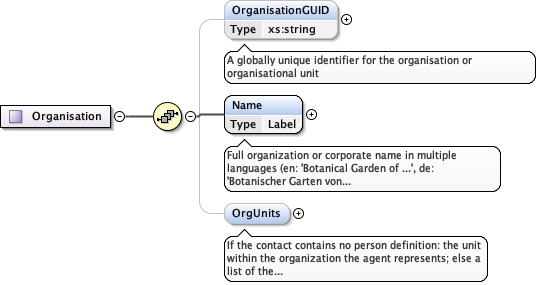 OrganisationGUID
Type xs:string
A globally unique identifier for the organisation or
organisational unit
Organisation
Name
Type Label
Full organization or corporate name in multiple
languages (en: 'Botanical Garden of ...', de:
'Botanischer Garten von...
OrgUnits
If the contact contains no person definition: the unit
within the organization the agent represents; else a
list of the...